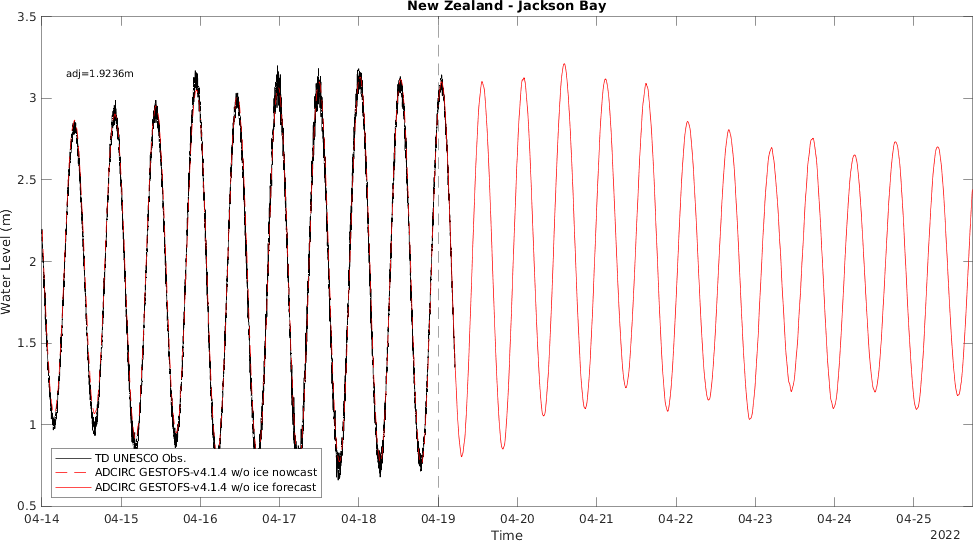 New Zealand - Jackson Bay
3.5
adj=1.9236m
3
2.5
2
1.5
1
0.5
Water Level (m)
TD UNESCO Obs.
ADCIRC GESTOFS-v4.1.4 w/o ice nowcast
ADCIRC GESTOFS-v4.1.4 w/o ice forecast
04-14 04-15 04-16 04-17 04-18 04-19 04-20 04-21 04-22 04-23 04-24 04-25
Time
2022